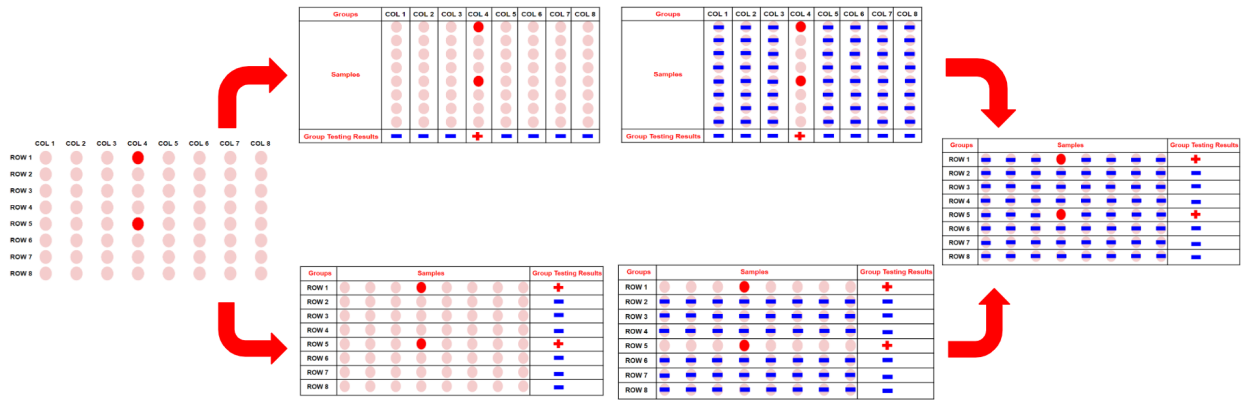 COL 1 COL 2 COL 3 COL 4 COL 5 COL 6 COL 7 COL 8
ROW 1
ROW 2
ROW 3
ROW 4
ROW 5
ROW 6
ROW 7
ROW 8
Groups COL 1 COL 2 COL 3 COL 4 COL 5 COL 6 COL 7 COL 8
Samples
Group Testing Results - - - + - - - -
Groups COL 1 COL 2 COL 3 COL 4 COL 5 COL 6 COL 7 COL 8
Samples
Group Testing Results - - - + - - - -
Groups Samples Group Testing Results
ROW 1 +
ROW 2 -
ROW 3 -
ROW 4 -
ROW 5 +
ROW 6 -
ROW 7 -
ROW 8 -
Groups Samples Group Testing Results
ROW 1 +
ROW 2 -
ROW 3 -
ROW 4 -
ROW 5 +
ROW 6 -
ROW 7 -
ROW 8 -
Groups Samples Group Testing Results
ROW 1 +
ROW 2 -
ROW 3 -
ROW 4 -
ROW 5 +
ROW 6 -
ROW 7 -
ROW 8 -